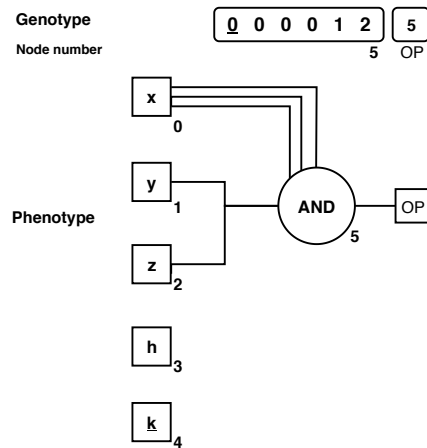 Genotype 0 0 0 0 1 2 5
Node number 5 OP
x
0
y
1
AND
OP
5
Phenotype
z
2
h
3
k
4